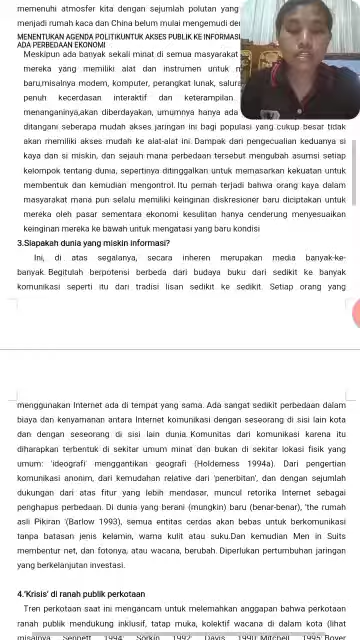 memenuhi atmosfer kita dengan sejumlah polutan yang
menjadi rumah kaca dan China belum mulai mengemudi
MENENTUKAN AGENDA POLITIKUNTUK AKSES PUBLIK KE INFORMASI
ADA PERBEDAAN EKONOMI
Meskipun ada banyak sekali minat di semua masyarakat
mereka yang memiliki alat dan instrumen untuk
baru,misalnya modem, komputer, perangkat lunak,
penuh kecerdasan interaktif dan keterampilan
menanganinya,akan diberdayakan, umumnya hanya ada
ditangani seberapa mudah akses jaringan ini bagi populasi yang cukup besar tidak
akan memiliki akses mudah ke alat-alat ini. Dampak dari pengecualian keduanya si
kaya dan si miskin, dan sejauh mana perbedaan tersebut mengubah asumsi setiap
kelompok tentang dunia, sepertinya ditinggalkan untuk memasarkan kekuatan untuk
membentuk dan kemudian mengontrol. Itu pernah terjadi bahwa orang kaya dalam
masyarakat mana pun selalu memiliki keinginan diskresioner baru diciptakan untuk
mereka oleh pasar sementara ekonomi kesulitan hanya cenderung menyesuaikan
keinginan mereka ke bawah untuk mengatasi yang baru kondisi
3.Siapakah dunia yang miskin informasi?
Ini, di atas segalanya, secara inheren merupakan media banyak-ke-
banyak. Begitulah berpotensi berbeda dari budaya buku dari sedikit ke banyak
komunikasi seperti itu dari tradisi lisan sedikit ke sedikit. Setiap orang yang
menggunakan Internet ada di tempat yang sama. Ada sangat sedikit perbedaan dalam
biaya dan kenyamanan antara Internet komunikasi dengan seseorang di sisi lain kota
dan dengan seseorang di sisi lain dunia. Komunitas dari komunikasi karena itu
diharapkan terbentuk di sekitar umum minat dan bukan di sekitar lokasi fisik yang
umum: 'ideografi' menggantikan geografi (Holderness 1994a). Dari pengertian
komunikasi anonim, dari kemudahan relative dari 'penerbitan', dan dengan sejumlah
dukungan dari atas fitur yang lebih mendasar, muncul retorika Internet sebagai
penghapus perbedaan. Di dunia yang berani (mungkin) baru (benar-benar), 'the rumah
asli Pikiran '(Barlow 1993), semua entitas cerdas akan bebas untuk berkomunikasi
tanpa batasan jenis kelamin, warna kulit atau suku.Dan kemudian Men in Suits
membentur net, dan fotonya, atau wacana, berubah. Diperlukan pertumbuhan jaringan
yang berkelanjutan investasi.
4.'Krisis' di ranah publik perkotaan
Tren perkotaan saat ini mengancam untuk melemahkan anggapan bahwa perkotaan
ranah publik mendukung inklusif, tatap muka, kolektif wacana di dalam kota (lihat
misalnya Sennett 1994; Sorkin 1992; Davis 1990; Mitchell 1995; Boyer